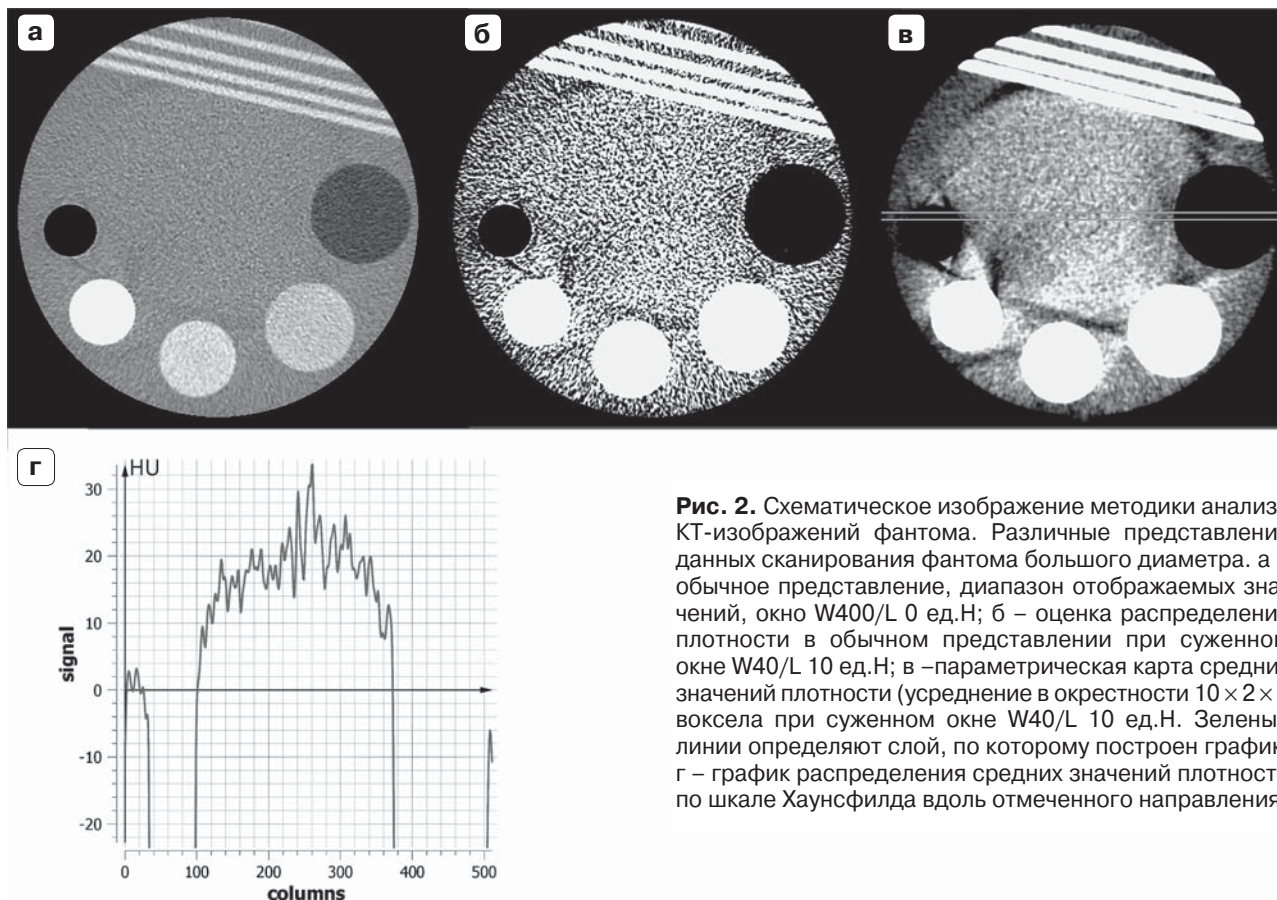 а
б
в
г
HU
30
20
10
0
-10
-20
signal
0
100
200
300
400
500
columns
Рис. 2. Схематическое изображение методики анализ
КТ-изображений фантома. Различные представлени
данных сканирования фантома большого диаметра. а
обычное представление, диапазон отображаемых зна
чений, окно W400/L 0 ед.Н; б – оценка распределени
плотности в обычном представлении при суженно
окне W40/L 10 ед.Н; в –параметрическая карта средни
значений плотности (усреднение в окрестности 10 × 2 ×
воксела при суженном окне W40/L 10 ед.Н. Зелены
линии определяют слой, по которому построен график
г – график распределения средних значений плотност
по шкале Хаунсфилда вдоль отмеченного направления